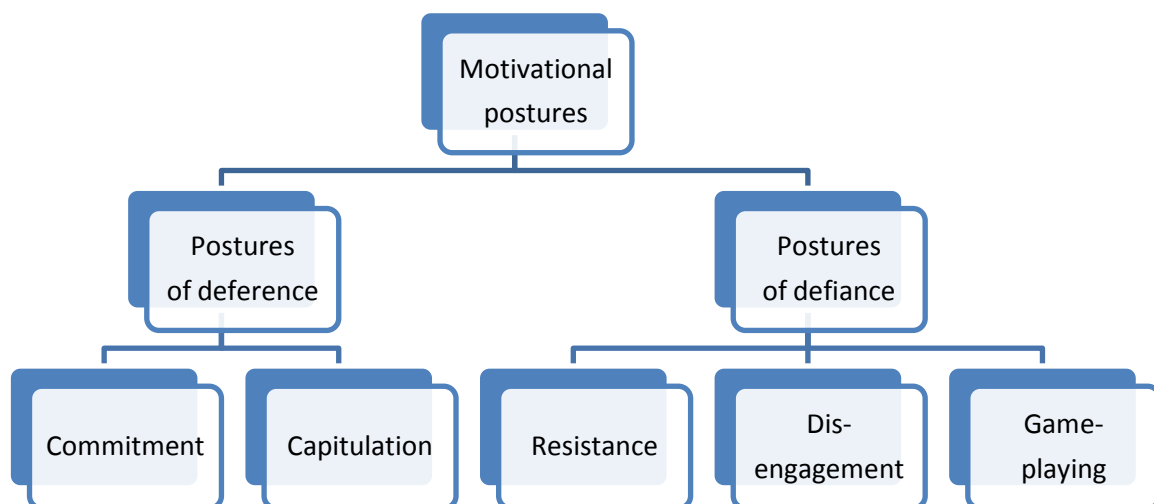 Motivational
postures
Postures
of deference
Postures
of defiance
Commitment
Capitulation
Resistance
Dis-
engagement
Game-
playing